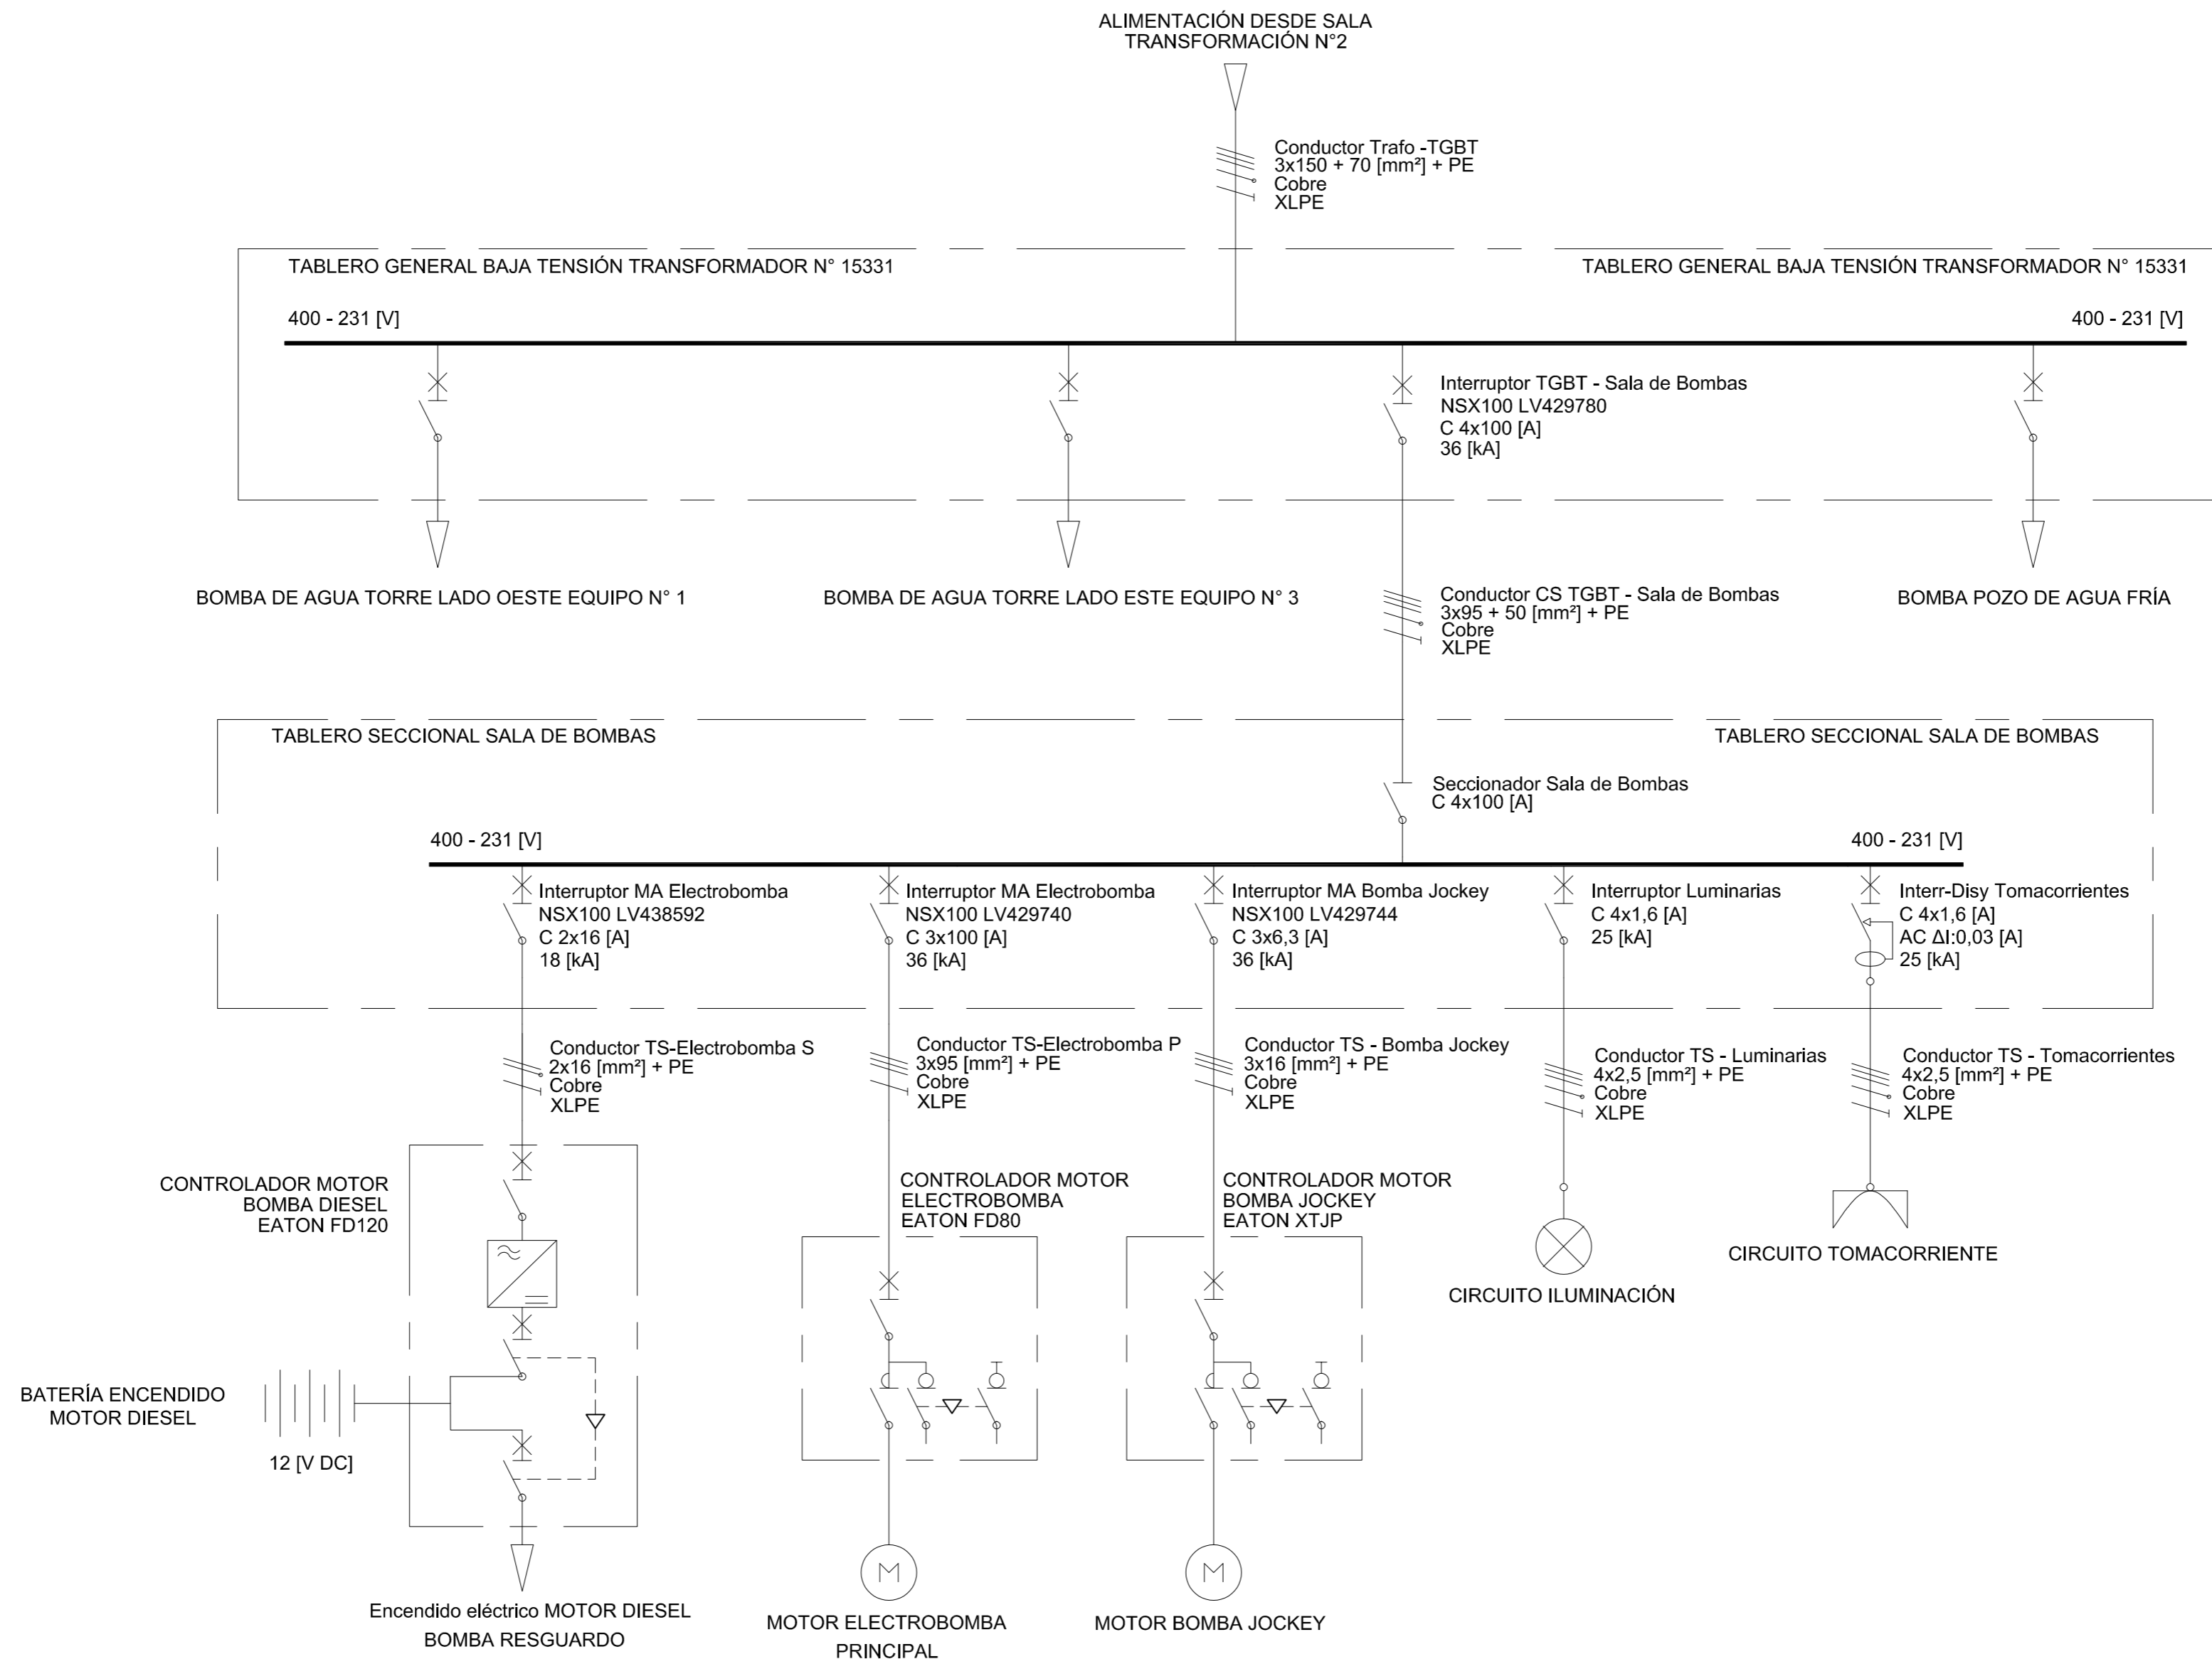 ALIMENTACIÓN DESDE SALA
TRANSFORMACIÓN N°2
Conductor Trafo -TGBT
3x150 + 70 [mm²] + PE
Cobre
XLPE
TABLERO GENERAL BAJA TENSIÓN TRANSFORMADOR N° 15331
TABLERO GENERAL BAJA TENSIÓN TRANSFORMADOR N° 15331
400 - 231 [V]
400 - 231 [V]
Interruptor TGBT - Sala de Bombas
NSX100 LV429780
C 4x100 [A]
36 [kA]
BOMBA DE AGUA TORRE LADO OESTE EQUIPO N° 1
BOMBA DE AGUA TORRE LADO ESTE EQUIPO N° 3
Conductor CS TGBT - Sala de Bombas
3x95 + 50 [mm²] + PE
Cobre
XLPE
BOMBA POZO DE AGUA FRÍA
TABLERO SECCIONAL SALA DE BOMBAS
TABLERO SECCIONAL SALA DE BOMBAS
Seccionador Sala de Bombas
C 4x100 [A]
400 - 231 [V]
400 - 231 [V]
Interruptor MA Electrobomba
NSX100 LV438592
C 2x16 [A]
18 [kA]
Interruptor MA Electrobomba
NSX100 LV429740
C 3x100 [A]
36 [kA]
Interruptor MA Bomba Jockey
NSX100 LV429744
C 3x6,3 [A]
36 [kA]
Interruptor Luminarias
C 4x1,6 [A]
25 [kA]
Interr-Disy Tomacorrientes
C 4x1,6 [A]
AC ΔI:0,03 [A]
25 [kA]
Conductor TS-Electrobomba S
2x16 [mm²] + PE
Cobre
XLPE
Conductor TS-Electrobomba P
3x95 [mm²] + PE
Cobre
XLPE
Conductor TS - Bomba Jockey
3x16 [mm²] + PE
Cobre
XLPE
Conductor TS - Luminarias
4x2,5 [mm²] + PE
Cobre
XLPE
Conductor TS - Tomacorrientes
4x2,5 [mm²] + PE
Cobre
XLPE
CONTROLADOR MOTOR
BOMBA DIESEL
EATON FD120
CONTROLADOR MOTOR
ELECTROBOMBA
EATON FD80
CONTROLADOR MOTOR
BOMBA JOCKEY
EATON XTJP
CIRCUITO ILUMINACIÓN
CIRCUITO TOMACORRIENTE
BATERÍA ENCENDIDO
MOTOR DIESEL
12 [V DC]
M
M
Encendido eléctrico MOTOR DIESEL
BOMBA RESGUARDO
MOTOR ELECTROBOMBA
PRINCIPAL
MOTOR BOMBA JOCKEY